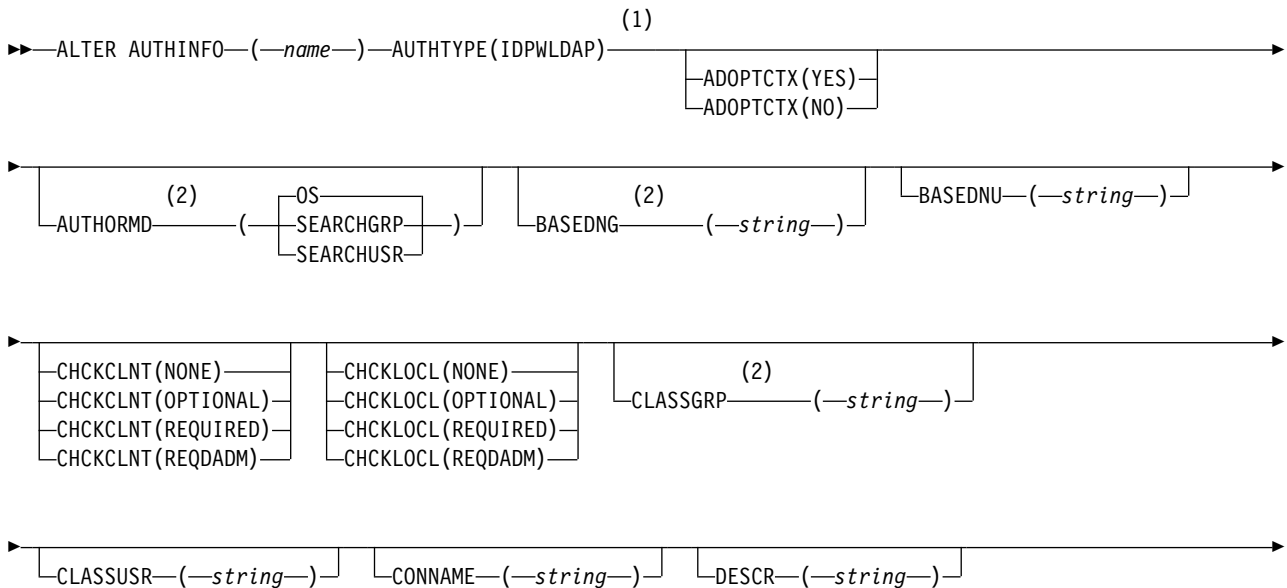 (1)
ALTER AUTHINFO ( name ) AUTHTYPE(IDPWLDAP)
ADOPTCTX(YES)
ADOPTCTX(NO)
AUTHORMD (2) ( OS
SEARCHGRP )
SEARCHUSR
BASEDNG (2) ( string )
BASEDNU ( string )
CHCKCLNT(NONE)
CHCKCLNT(OPTIONAL)
CHCKCLNT(REQUIRED)
CHCKCLNT(REQDADM)
CHCKLOCL(NONE)
CHCKLOCL(OPTIONAL)
CHCKLOCL(REQUIRED)
CHCKLOCL(REQDADM)
CLASSGRP (2) ( string )
CLASSUSR ( string )
CONNAME ( string )
DESCR ( string )